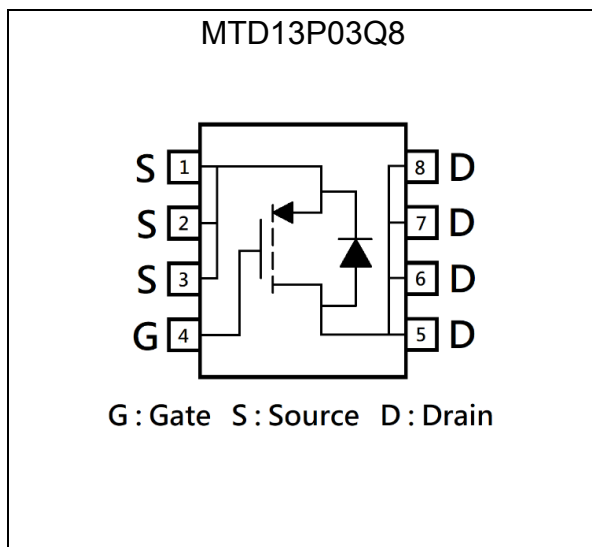 MTD13P03Q8
S 1 8 D
S 2 7 D
S 3 6 D
G 4 5 D
G : Gate S : Source D : Drain